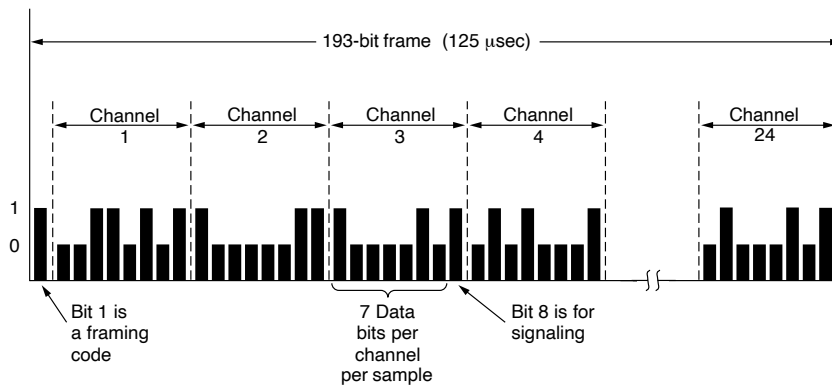 193-bit frame (125 μsec)
Channel
1
Channel
2
Channel
3
Channel
4
Channel
24
1
0
Bit 1 is
a framing
code
7 Data
bits per
channel
per sample
Bit 8 is for
signaling